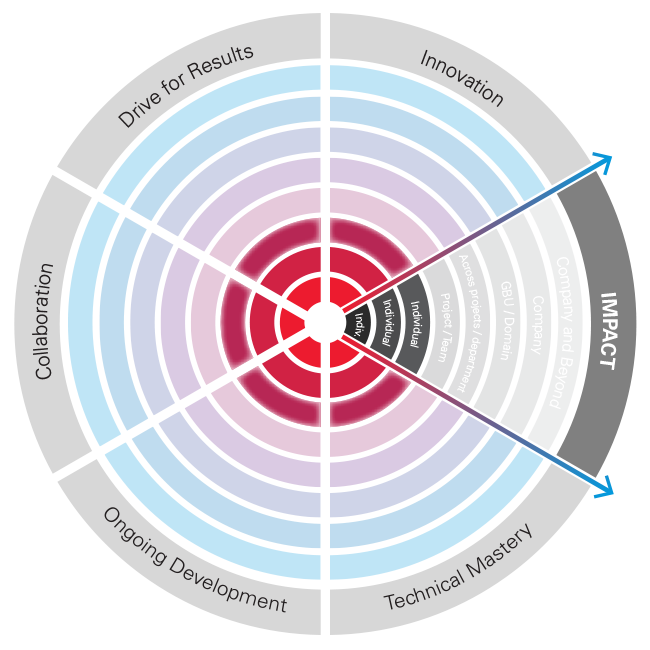 Drive for Results
Innovation
Collaboration
IMPACT
Indiv.
Individual
Individual
Project / Team
Across projects / department
GBU / Domain
Company
Company and Beyond
Ongoing Development
Technical Mastery